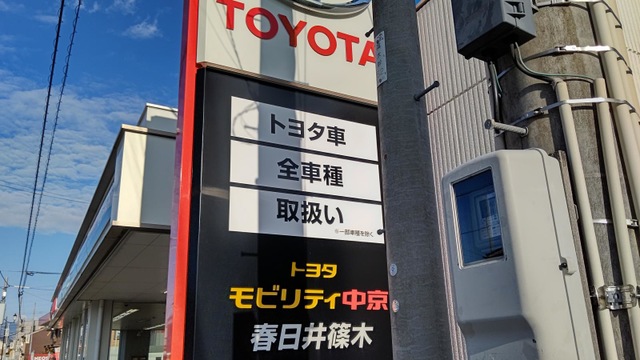 TOYOTA
トヨタ車
全車種
取扱い
※一部車種を除く
トヨタ
モビリティ中京
春日井篠木